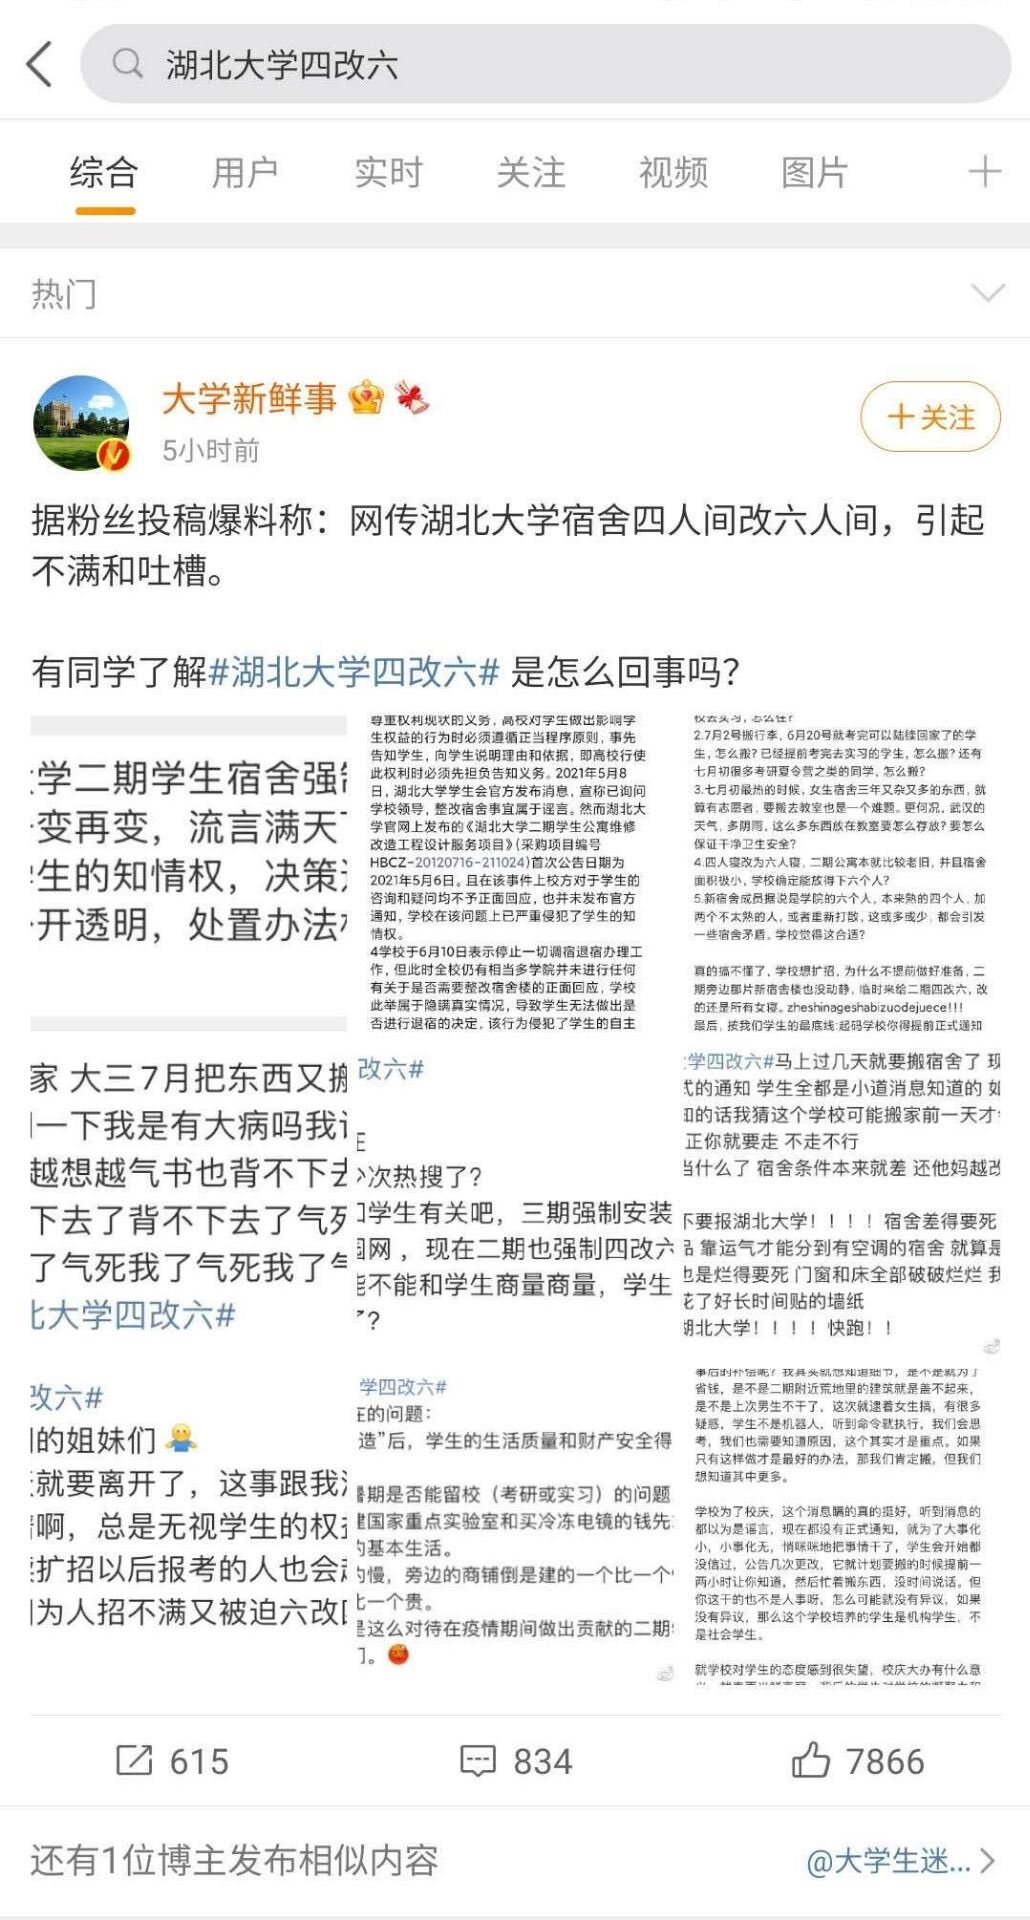 湖北大学四改六
综合 用户 实时 关注 视频 图片
热门
大学新鲜事
5小时前
+关注
据粉丝投稿爆料称：网传湖北大学宿舍四人间改六人间，引起
不满和吐槽。
有同学了解#湖北大学四改六# 是怎么回事吗？
学二期学生宿舍强
变再变，流言满天
生的知情权，决策
开透明，处置办法
尊重权利现状的义务，高校对学生做出影响学
生权益的行为时必须遵循正当程序原则，事先
告知学生，向学生说明理由和依据，即高校行使
此权利时必须先担负告知义务。2021年5月8
日，湖北大学学生会官方发布消息，宣称已询问
学校领导，整改宿舍事宜属于谣言。然而湖北大
学官网上发布的《湖北大学二期学生公寓维修
改造工程设计服务项目》（采购项目编号
HBCZ-20120716-211024)首次公告日期为
2021年5月6日。且在该事件上校方对于学生的
咨询和疑问均不予正面回应，也并未发布官方
通知，学校在该问题上已严重侵犯了学生的知
情权。
4学校于6月10日表示停止一切调宿退宿办理工
作，但此时全校仍有相当多学院并未进行任何
有关于是否需要整改宿舍楼的正面回应，学校
此举属于隐瞒真实情况，导致学生无法做出是
否进行退宿的决定，该行为侵犯了学生的自主
校去实习，怎么住？
2.7月2号搬行李，6月20号就考完可以陆续回家了的学
生，怎么搬？已经提前考完去实习的学生，怎么搬？还有
七月初很多考研夏令营之类的同学，怎么搬？
3.七月初最热的时候，女生宿舍三年又杂又多的东西，就
算有志愿者，要搬去教室也是一个难题。更何况，武汉的
天气，多阴雨，这么多东西放在教室要怎么存放？要怎么
保证干净卫生安全？
4.四人寝改为六人寝，二期公寓本就比较老旧，并且宿舍
面积极小，学校确定能放得下六个人？
5.新宿舍成员据说是学院的六个人，本来熟的四个人，加
两个不太熟的人，或者重新打散，这或多或少，都会引发
一些宿舍矛盾。学校觉得这合适？
真的搞不懂了，学校想扩招，为什么不提前做好准备，二
期旁边那片新宿舍楼也没动静，临时来给二期四改六，改
的还是所有女寝。zheshinageshabizuodejuece!!!
最后，按我们学生的最底线:起码学校你得提前正式通知
家 大三7月把东西又搬
一下我是有大病吗我
越想越气书也背不下去
下去了背不下去了气死
了气死我了气死我了气
北大学四改六#
改六#
次热搜了？
学生有关吧，三期强制安装
网，现在二期也强制四改六
不能和学生商量商量，学生
了？
学四改六#马上过几天就要搬宿舍了 现
式的通知 学生全都是小道消息知道的 如
如的话我猜这个学校可能搬家前一天才
正你就要走 不走不行
当什么了 宿舍条件本来就差 还他妈越改
不要报湖北大学！！！！宿舍差得要死
品 靠运气才能分到有空调的宿舍 就算是
也是烂得要死 门窗和床全部破破烂烂 我
花了好长时间贴的墙纸
湖北大学！！！！快跑！！
改六#
的姐妹们
就要离开了，这事跟我
啊，总是无视学生的权益
扩招以后报考的人也会
为人招不满又被迫六改四
学四改六#
在的问题：
造”后，学生的生活质量和财产安全得
暑期是否能留校（考研或实习）的问题
建国家重点实验室和买冷冻电镜的钱先
的基本生活。
的慢，旁边的商铺倒是建的一个比一个
比一个贵。
是这么对待在疫情期间做出贡献的二期
们。
事后的补偿呢？我其实就想知道细节，是不是就为了
省钱，是不是二期附近荒地里的建筑就是盖不起来，
是不是上次男生不干了，这次就逮着女生搞，有很多
疑惑，学生不是机器人，听到命令就执行，我们会思
考，我们也需要知道原因，这个其实才是重点。如果
只有这样做才是最好的办法，那我们肯定搬，但我们
想知道其中更多。
学校为了校庆，这个消息瞒的真的挺好，听到消息的
都以为是谣言，现在都没有正式通知，就为了大事化
小，小事化无，悄咪咪地把事情干了，学生会开始都
没信过，公告几次更改，它就计划要搬的时候提前一
两小时让你知道，然后忙着搬东西，没时间说话。但
你这干的也不是人事呀，怎么可能就没有异议，如果
没有异议，那么这个学校培养的学生是机构学生，不
是社会学生。
就学校对学生的态度感到很失望，校庆大办有什么意
615 834 7866
还有1位博主发布相似内容 @大学生迷...